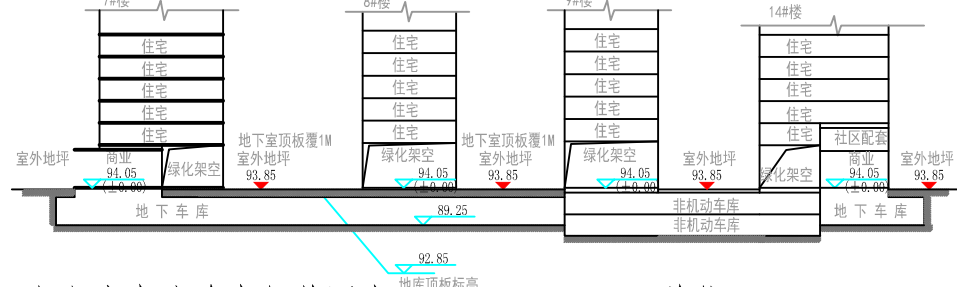 7#楼
8#楼
9#楼
14#楼
住宅 住宅 住宅 住宅
住宅 住宅 住宅 住宅
住宅 住宅 住宅 住宅
住宅 住宅 住宅 住宅
住宅 住宅 住宅 住宅
社区配套
地下室顶板覆1M
地下室顶板覆1M
室外地坪
商业
绿化架空
室外地坪
绿化架空
室外地坪
绿化架空
室外地坪
绿化架空
商业
室外地坪
94.05
(±0.00)
93.85
94.05
(±0.00)
93.85
94.05
(±0.00)
93.85
94.05
(±0.00)
93.85
地下车库
89.25
非机动车库
非机动车库
地下车库
92.85
地库顶板标高